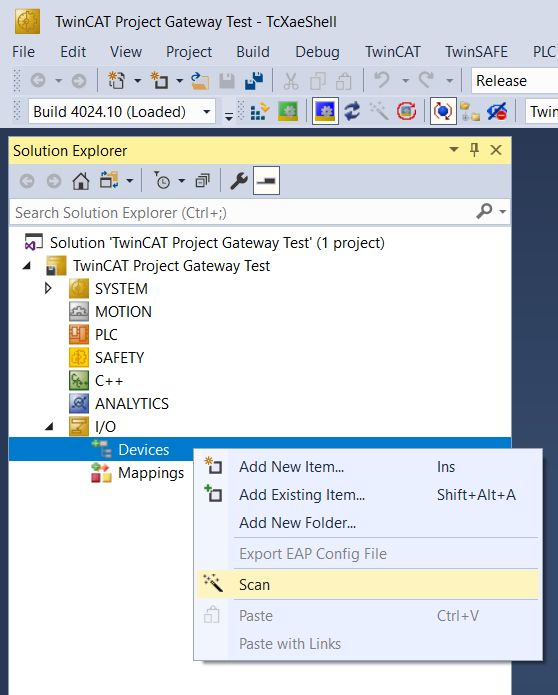 TwinCAT Project Gateway Test - TcXaeShell
File Edit View Project Build Debug TwinCAT TwinSAFE PLC
Release
Build 4024.10 (Loaded) Twin
Solution Explorer
Search Solution Explorer (Ctrl+;)
Solution 'TwinCAT Project Gateway Test' (1 project)
TwinCAT Project Gateway Test
SYSTEM
MOTION
PLC
SAFETY
C++
ANALYTICS
I/O
Devices
Mappings
Add New Item... Ins
Add Existing Item... Shift+Alt+A
Add New Folder...
Export EAP Config File
Scan
Paste Ctrl+V
Paste with Links